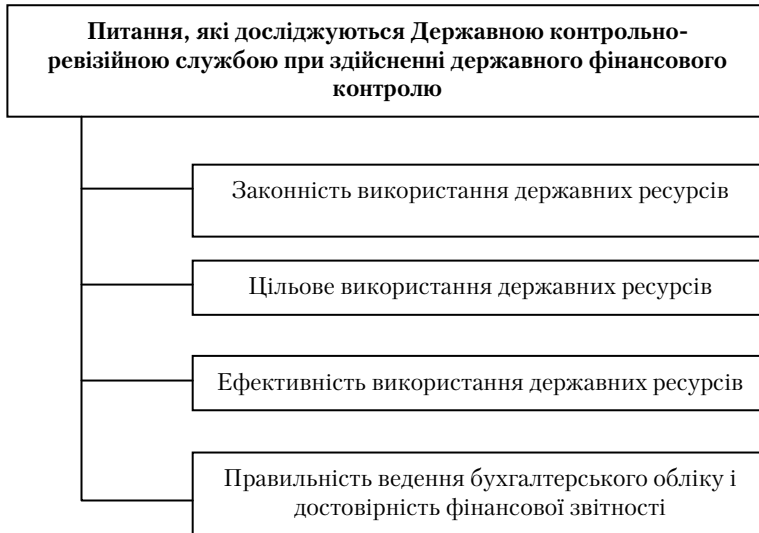 Питання, які досліджуються Державною контрольно-
ревізійною службою при здійсненні державного фінансового
контролю
Законність використання державних ресурсів
Цільове використання державних ресурсів
Ефективність використання державних ресурсів
Правильність ведення бухгалтерського обліку і
достовірність фінансової звітності